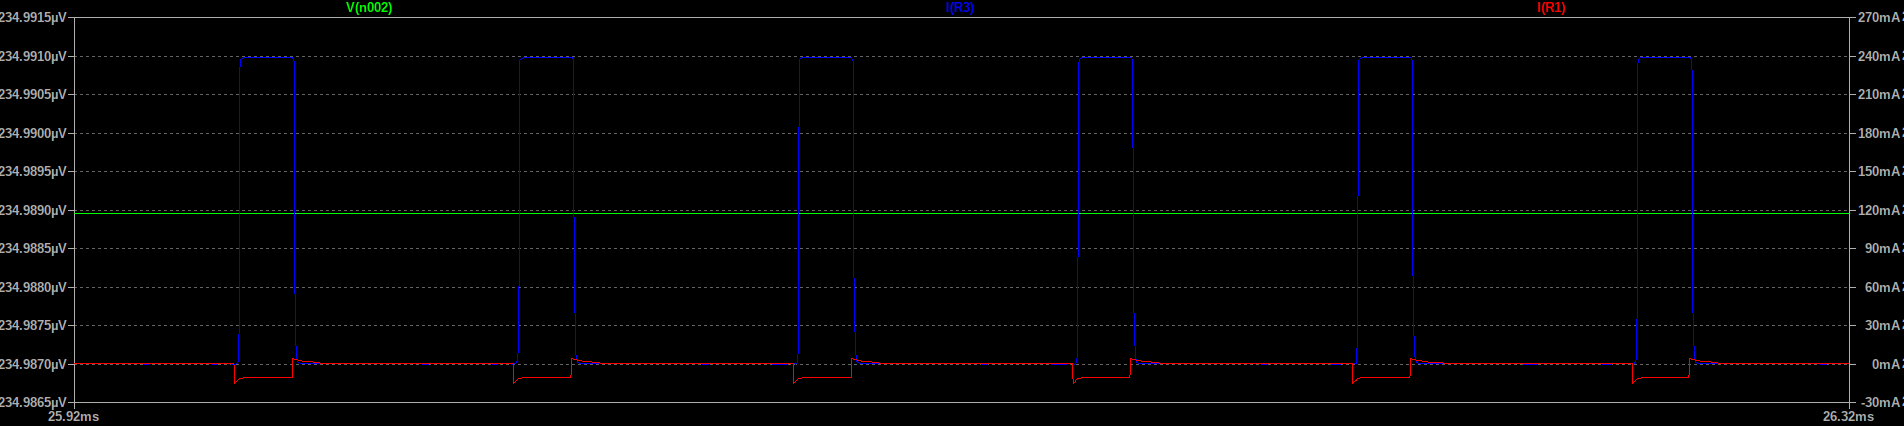 V(n002) I(R3) I(R1)
234.9915µV 270mA
234.9910µV 240mA
234.9905µV 210mA
234.9900µV 180mA
234.9895µV 150mA
234.9890µV 120mA
234.9885µV 90mA
234.9880µV 60mA
234.9875µV 30mA
234.9870µV 0mA
234.9865µV -30mA
25.92ms 26.32ms